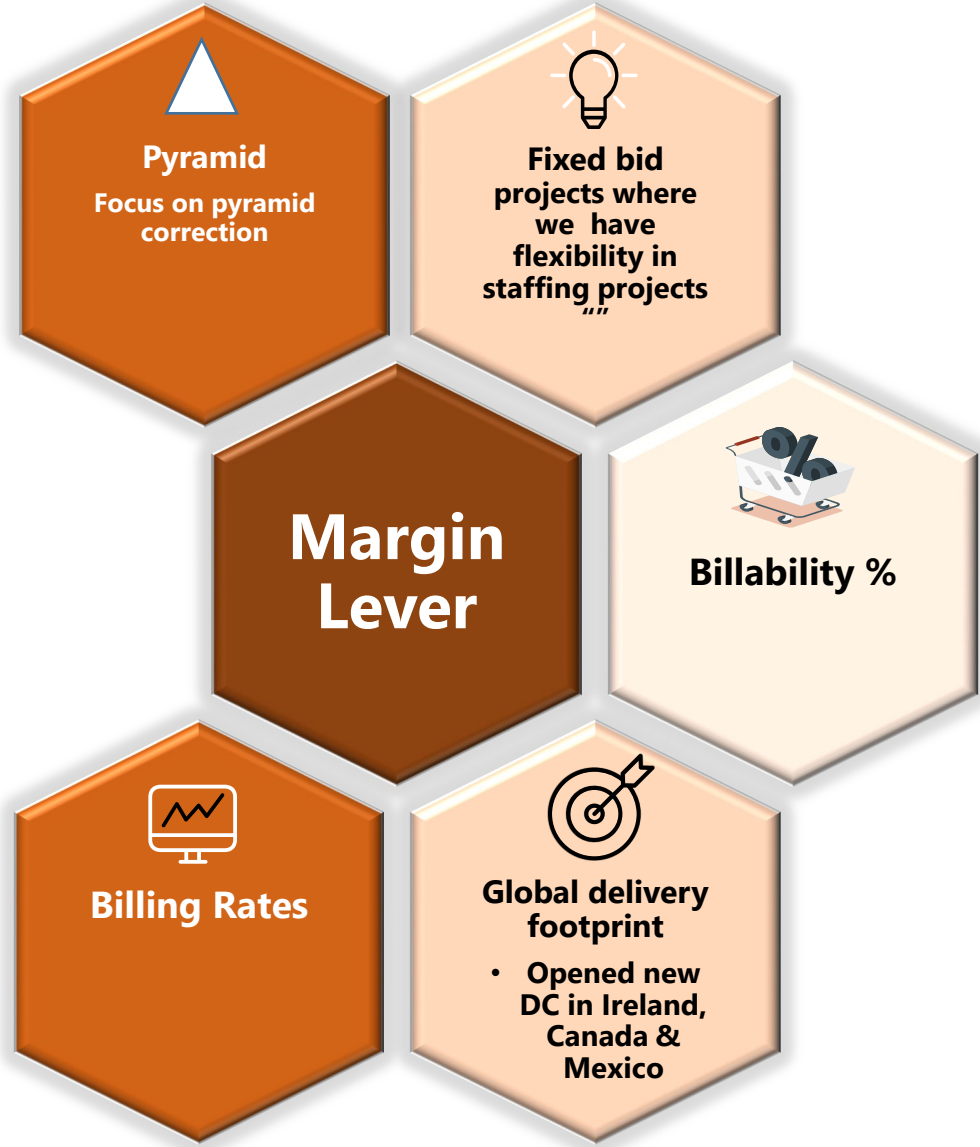 Pyramid
Focus on pyramid
correction
Fixed bid
projects where
we  have
flexibility in
staffing projects
“”
Margin
Lever
Billability %
Billing Rates
Global delivery
footprint
• Opened new
DC in Ireland,
Canada &
Mexico